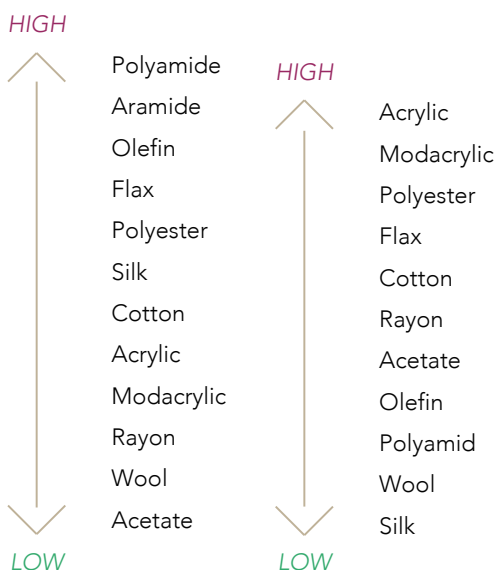 HIGH
Polyamide
Aramide
Olefin
Flax
Polyester
Silk
Cotton
Acrylic
Modacrylic
Rayon
Wool
Acetate
LOW
HIGH
Acrylic
Modacrylic
Polyester
Flax
Cotton
Rayon
Acetate
Olefin
Polyamid
Wool
Silk
LOW